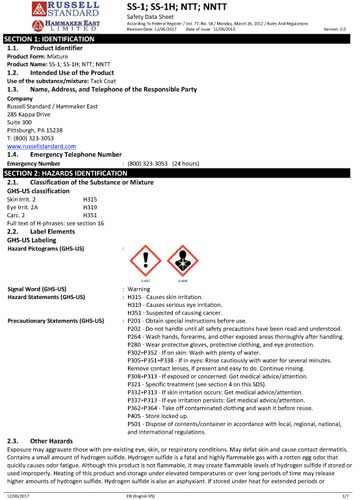 RUSSELL
STANDARD
HAMMAKER EAST
LIMITED
SS-1; SS-1H; NTT; NNTT
Safety Data Sheet
According To Federal Register / Vol. 77, No. 58 / Monday, March 26, 2012 / Rules And Regulations
Revision Date: 12/06/2017 Date of issue: 11/06/2015 Version: 2.0
SECTION 1: IDENTIFICATION
1.1. Product Identifier
Product Form: Mixture
Product Name: SS-1; SS-1H; NTT; NNTT
1.2. Intended Use of the Product
Use of the substance/mixture: Tack Coat
1.3. Name, Address, and Telephone of the Responsible Party
Company
Russell Standard / Hammaker East
285 Kappa Drive
Suite 300
Pittsburgh, PA 15238
T: (800) 323-3053
www.russellstandard.com
1.4. Emergency Telephone Number
Emergency Number : (800) 323-3053 (24 hours)
SECTION 2: HAZARDS IDENTIFICATION
2.1. Classification of the Substance or Mixture
GHS-US classification
Skin Irrit. 2 H315
Eye Irrit. 2A H319
Carc. 2 H351
Full text of H-phrases: see section 16
2.2. Label Elements
GHS-US Labeling
Hazard Pictograms (GHS-US) :
Signal Word (GHS-US) : Warning
Hazard Statements (GHS-US) : H315 - Causes skin irritation.
H319 - Causes serious eye irritation.
H351 - Suspected of causing cancer.
Precautionary Statements (GHS-US) : P201 - Obtain special instructions before use.
P202 - Do not handle until all safety precautions have been read and understood.
P264 - Wash hands, forearms, and other exposed areas thoroughly after handling.
P280 - Wear protective gloves, protective clothing, and eye protection.
P302+P352 - If on skin: Wash with plenty of water.
P305+P351+P338 - If in eyes: Rinse cautiously with water for several minutes.
Remove contact lenses, if present and easy to do. Continue rinsing.
P308+P313 - If exposed or concerned: Get medical advice/attention.
P321 - Specific treatment (see section 4 on this SDS).
P332+P313 - If skin irritation occurs: Get medical advice/attention.
P337+P313 - If eye irritation persists: Get medical advice/attention.
P362+P364 - Take off contaminated clothing and wash it before reuse.
P405 - Store locked up.
P501 - Dispose of contents/container in accordance with local, regional, national,
and international regulations.
2.3. Other Hazards
Exposure may aggravate those with pre-existing eye, skin, or respiratory conditions. May defat skin and cause contact dermatitis.
Contains a small amount of hydrogen sulfide. Hydrogen sulfide is a fatal and highly flammable gas with a rotten egg odor that
quickly causes odor fatigue. Although this product is not flammable, it may create flammable levels of hydrogen sulfide if stored or
used improperly. Heating of this product and storage under elevated temperatures or over long periods of time may release
higher amounts of hydrogen sulfide. Hydrogen sulfide is also an asphyxiant. If stored under heat for extended periods or
12/06/2017 EN (English US) 1/7